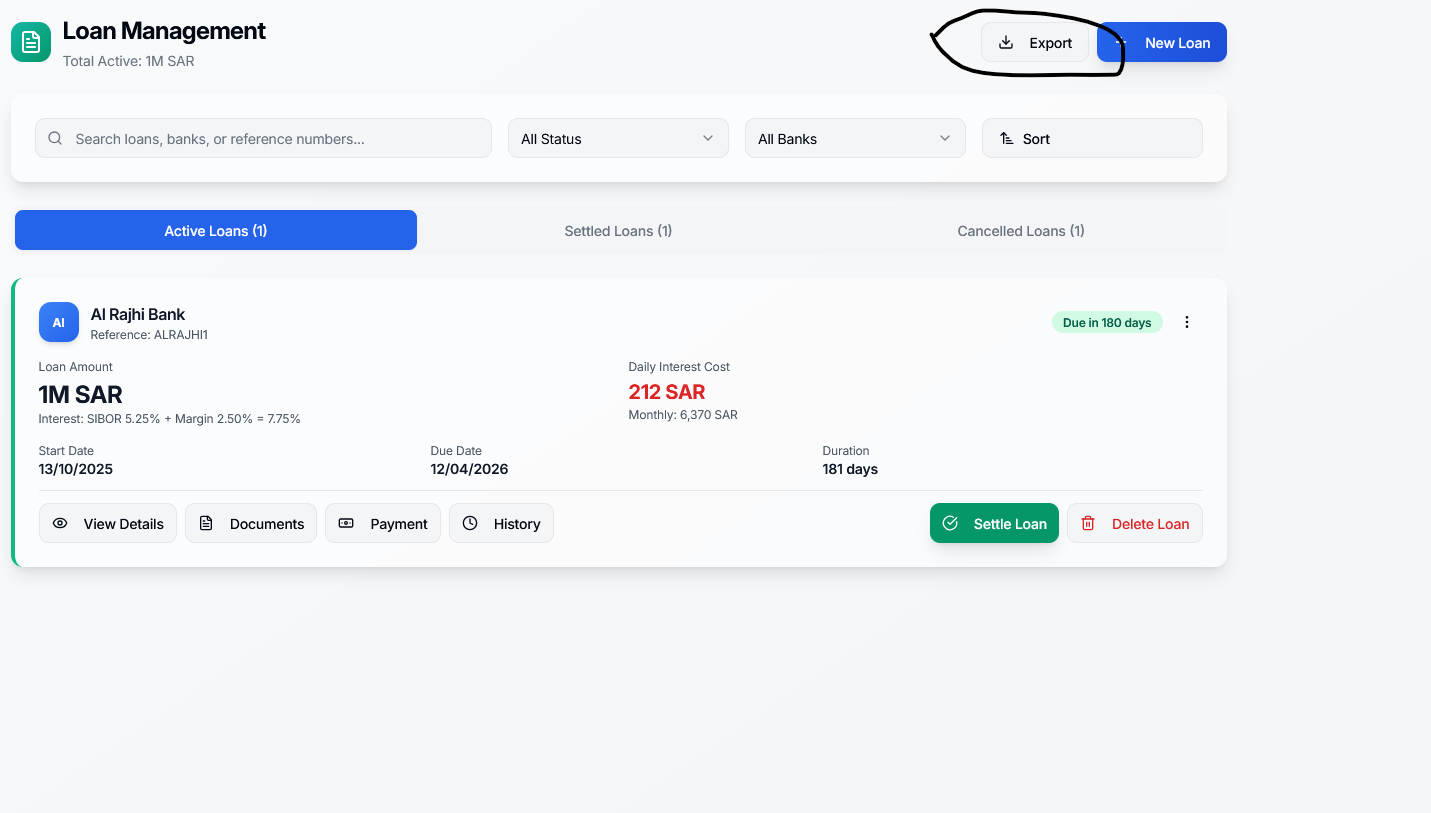 Loan Management
Total Active: 1M SAR
Export
New Loan
Search loans, banks, or reference numbers...
All Status
All Banks
Sort
Active Loans (1)
Settled Loans (1)
Cancelled Loans (1)
Al
Al Rajhi Bank
Reference: ALRAJHI1
Due in 180 days
Loan Amount
Daily Interest Cost
1M SAR
212 SAR
Interest: SIBOR 5.25% + Margin 2.50% = 7.75%
Monthly: 6,370 SAR
Start Date
Due Date
Duration
13/10/2025
12/04/2026
181 days
View Details
Documents
Payment
History
Settle Loan
Delete Loan